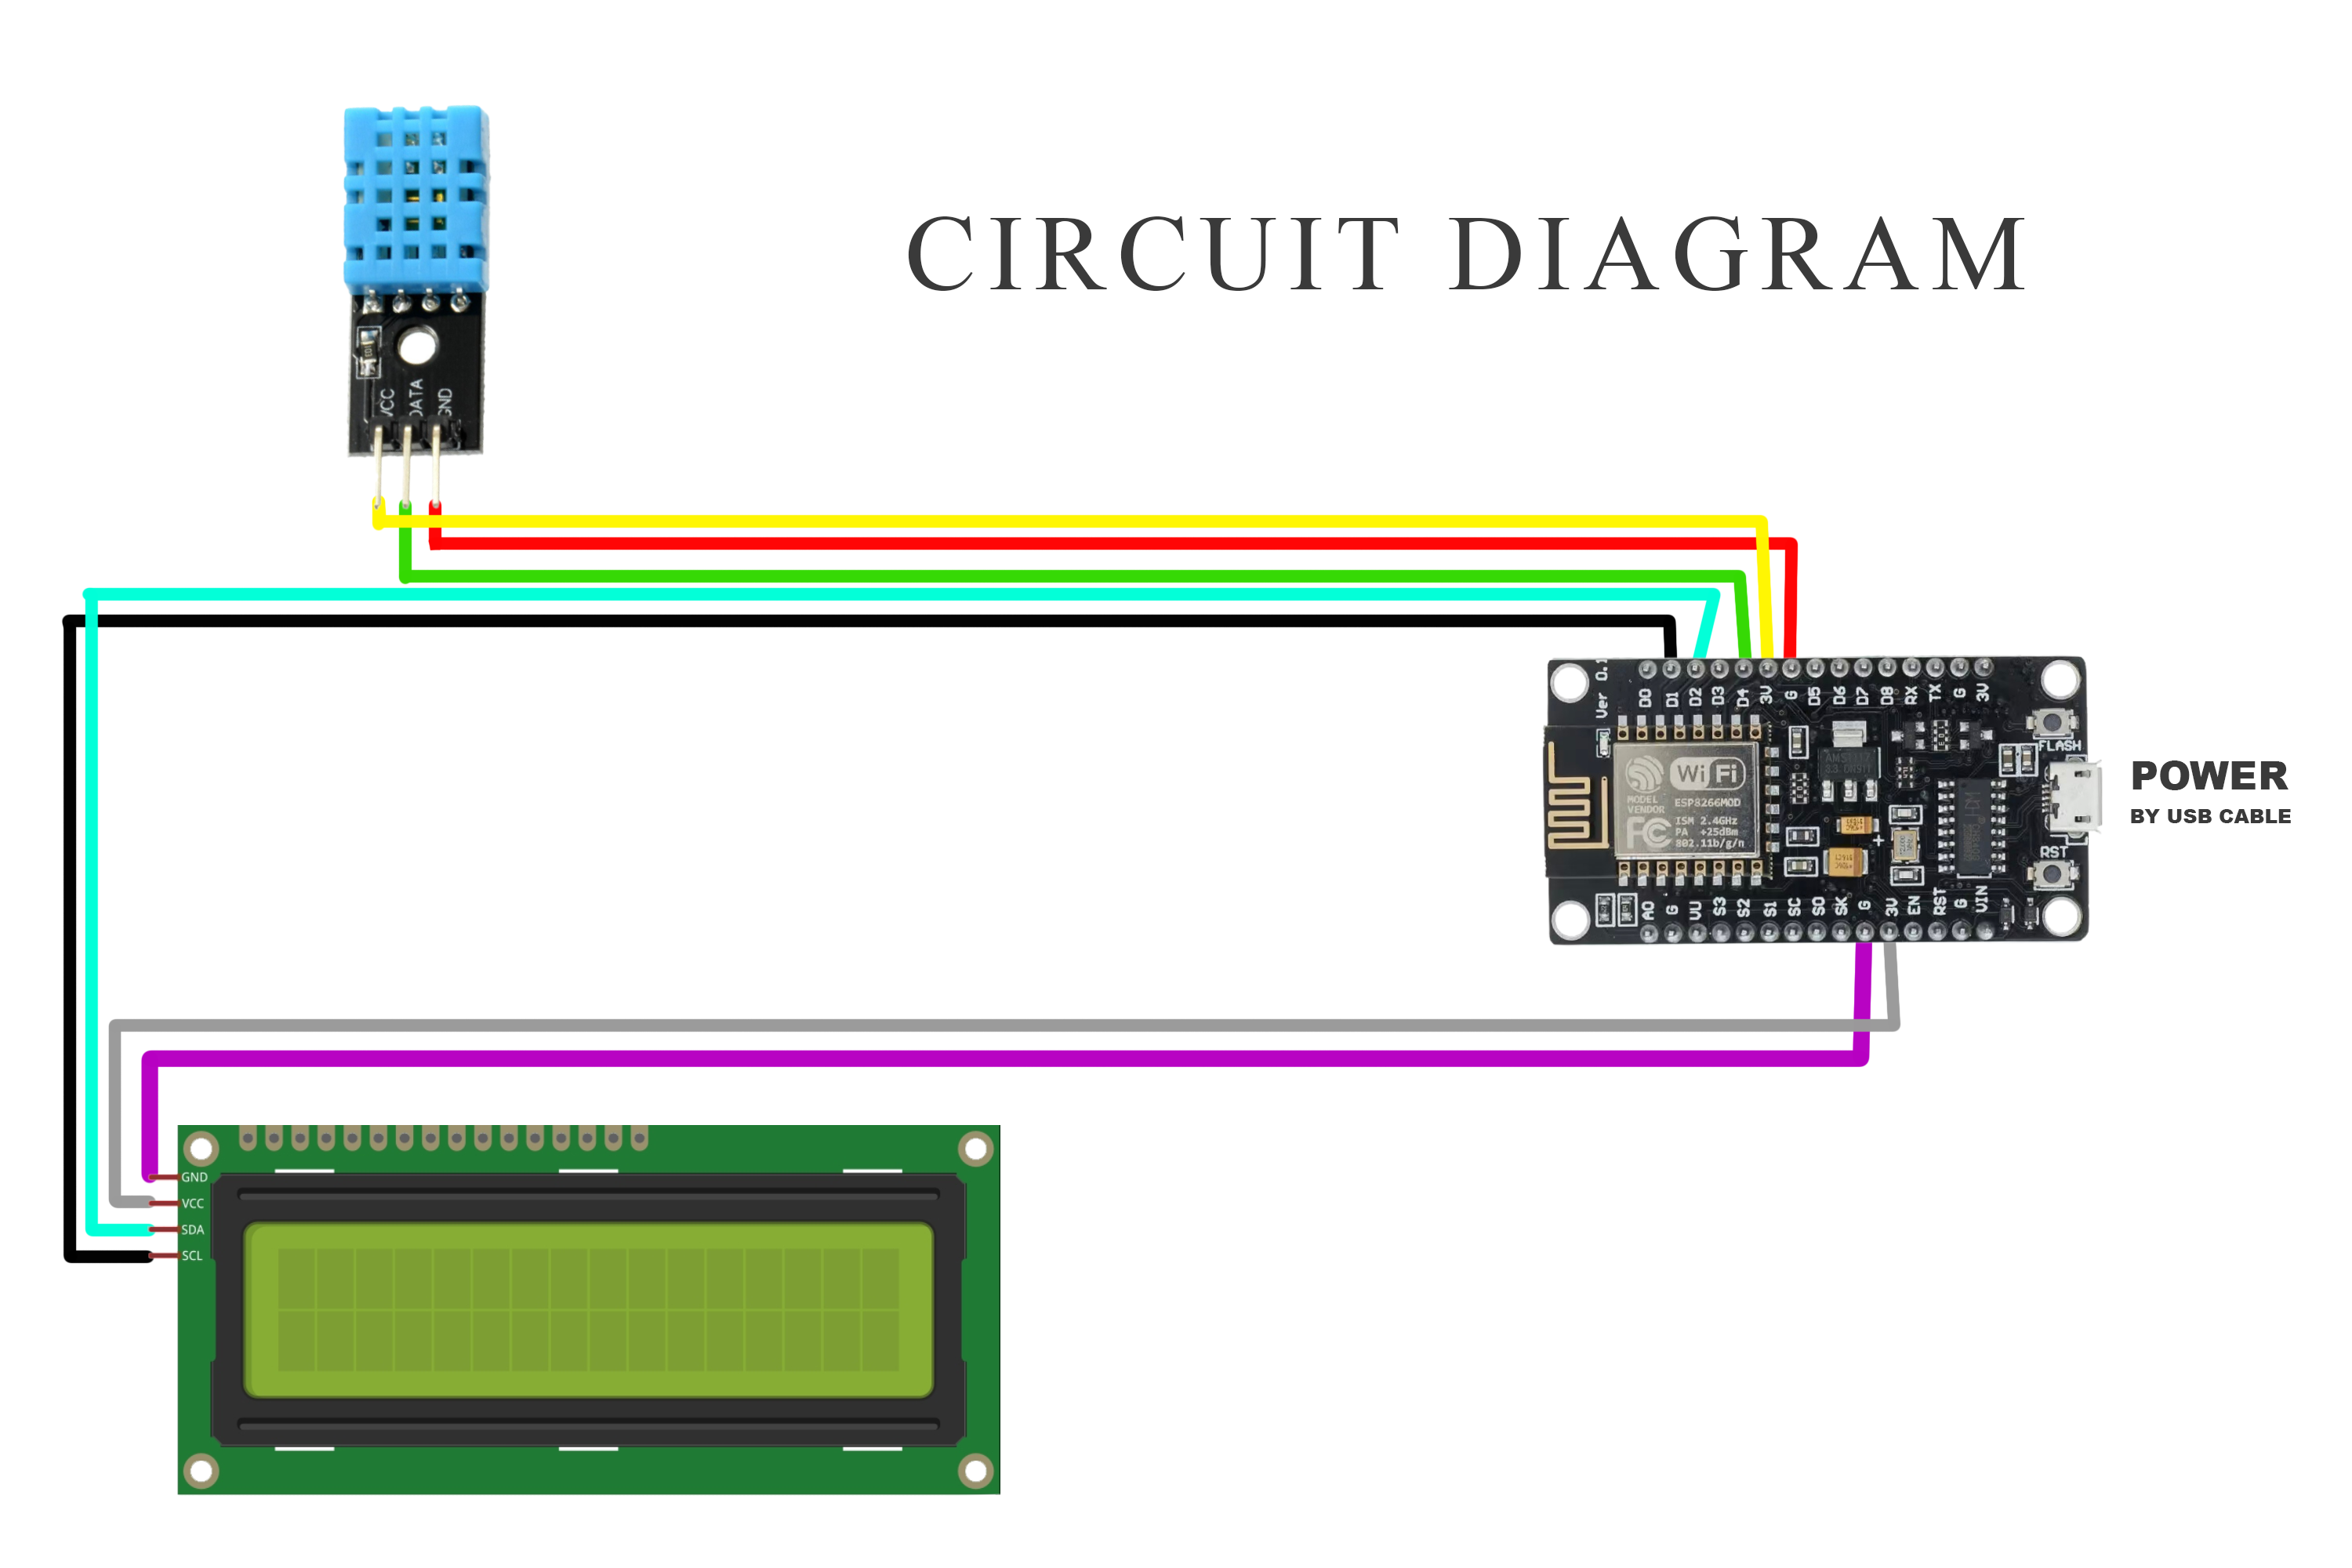 CIRCUIT DIAGRAM
VCC
DATA
GND
Ver 0.1
D0
D1
D2
D3
D4
3V
G
D5
D6
D7
D8
RX
TX
G
3V
FLASH
WiFi
MODEL
VENDOR
ESP8266MOD
FC
ISM 2.4GHz
PA +25dBm
802.11b/g/n
POWER
BY USB CABLE
RST
A0
G
VU
S3
S2
S1
SC
S0
SK
G
3V
EN
RST
G
VIN
GND
VCC
SDA
SCL